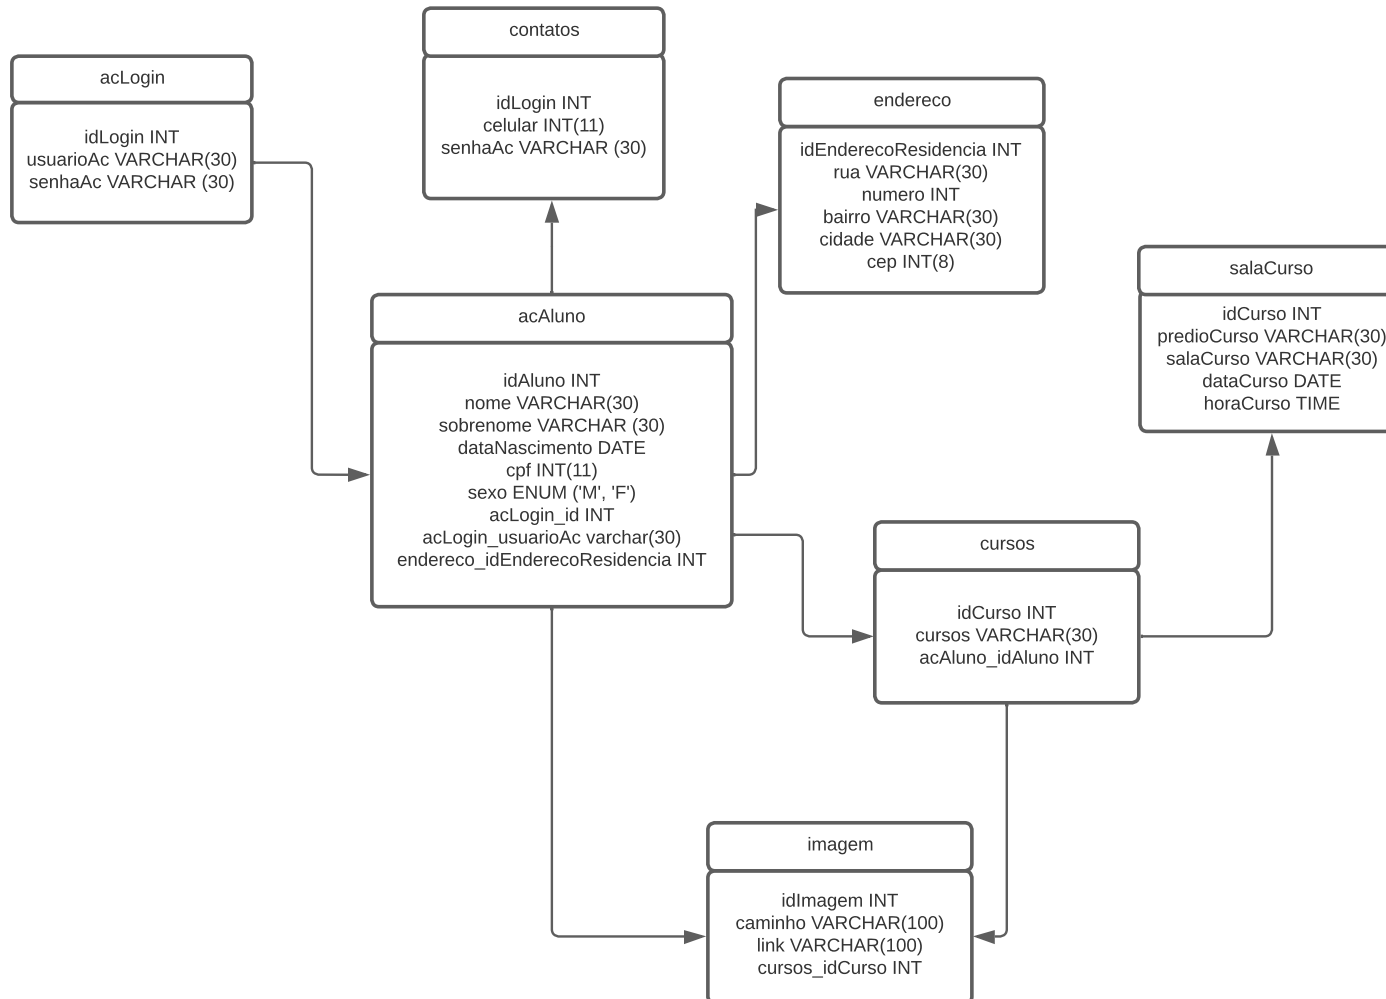 contatos
idLogin INT
celular INT(11)
senhaAc VARCHAR (30)
acLogin
idLogin INT
usuarioAc VARCHAR(30)
senhaAc VARCHAR (30)
endereco
idEnderecoResidencia INT
rua VARCHAR(30)
numero INT
bairro VARCHAR(30)
cidade VARCHAR(30)
cep INT(8)
salaCurso
idCurso INT
predioCurso VARCHAR(30)
salaCurso VARCHAR(30)
dataCurso DATE
horaCurso TIME
acAluno
idAluno INT
nome VARCHAR(30)
sobrenome VARCHAR (30)
dataNascimento DATE
cpf INT(11)
sexo ENUM ('M', 'F')
acLogin_id INT
acLogin_usuarioAc varchar(30)
endereco_idEnderecoResidencia INT
cursos
idCurso INT
cursos VARCHAR(30)
acAluno_idAluno INT
imagem
idImagem INT
caminho VARCHAR(100)
link VARCHAR(100)
cursos_idCurso INT